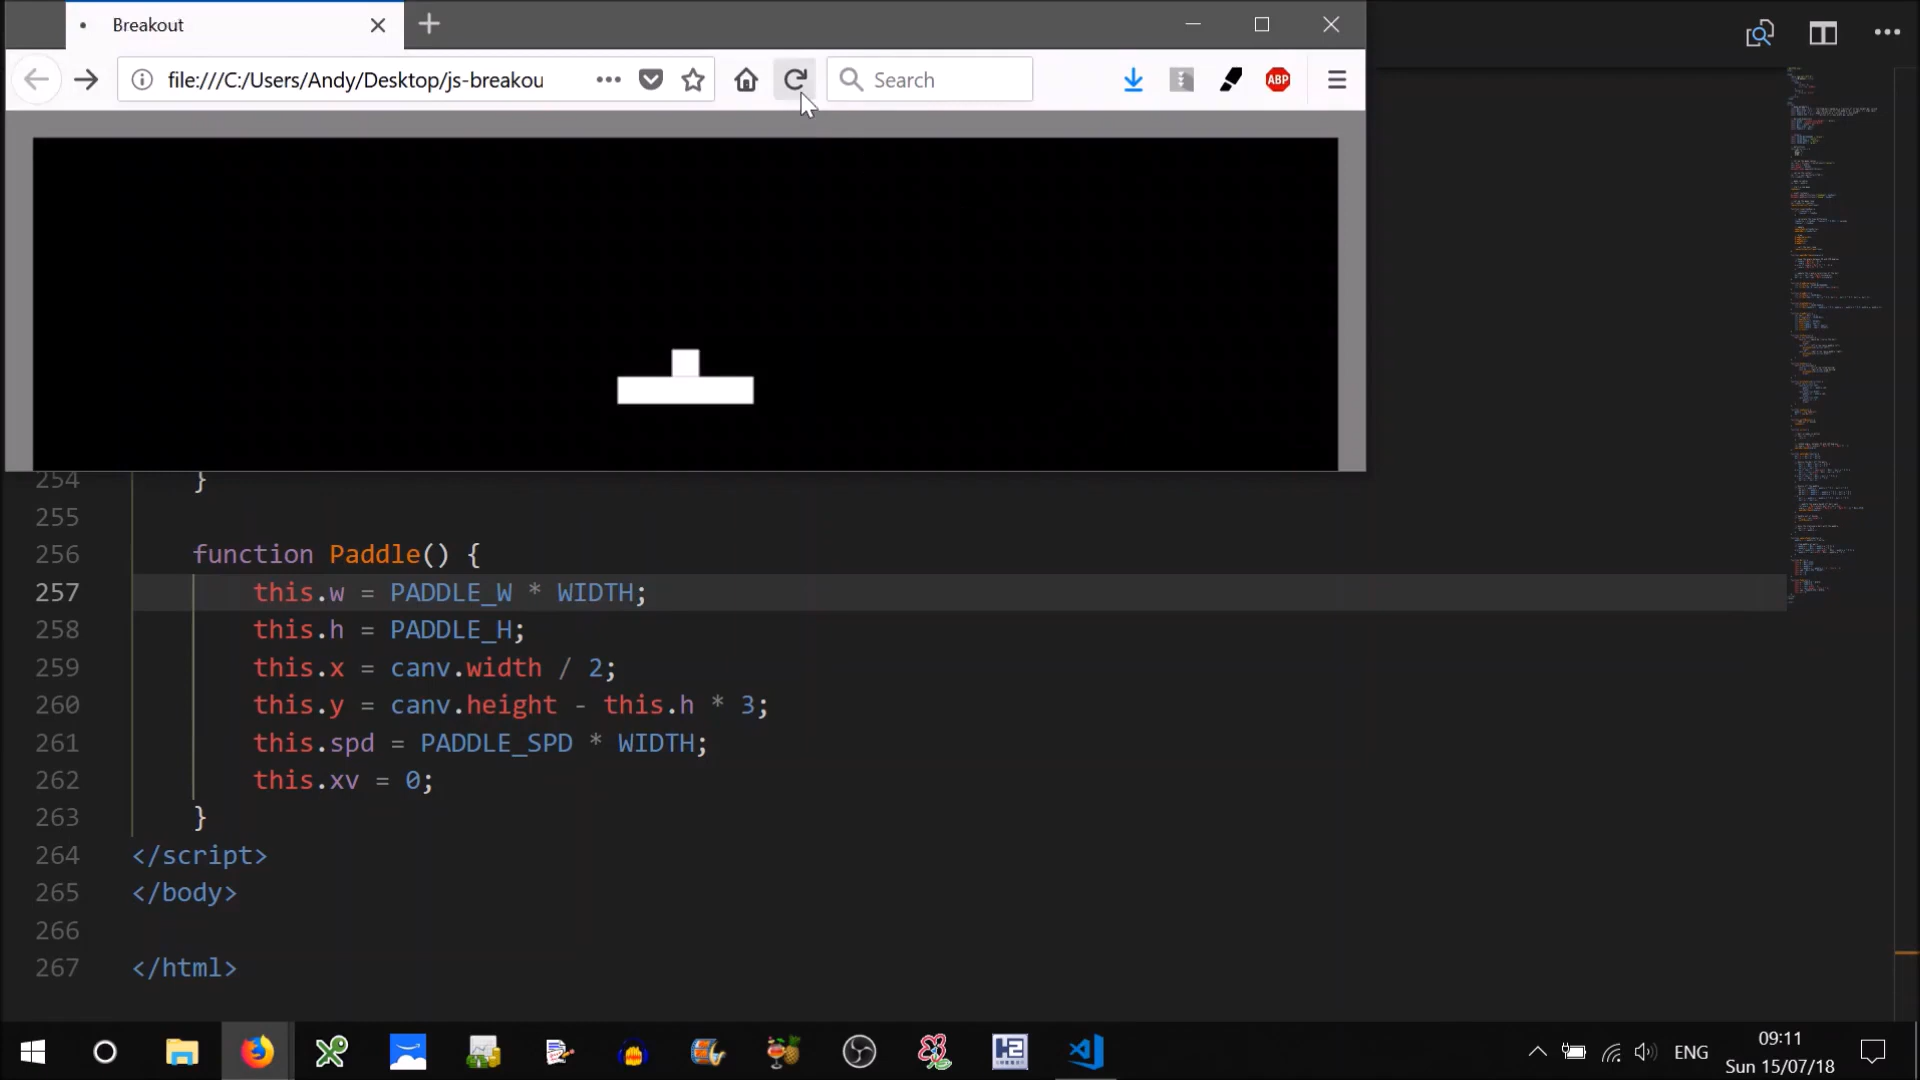 Breakout
file:///C:/Users/Andy/Desktop/js-breakou
Search
ABP
254 }
255
256 function Paddle() {
257 this.w = PADDLE_W * WIDTH;
258 this.h = PADDLE_H;
259 this.x = canv.width / 2;
260 this.y = canv.height - this.h * 3;
261 this.spd = PADDLE_SPD * WIDTH;
262 this.xv = 0;
263 }
264 </script>
265 </body>
266
267 </html>
ENG
09:11
Sun 15/07/18